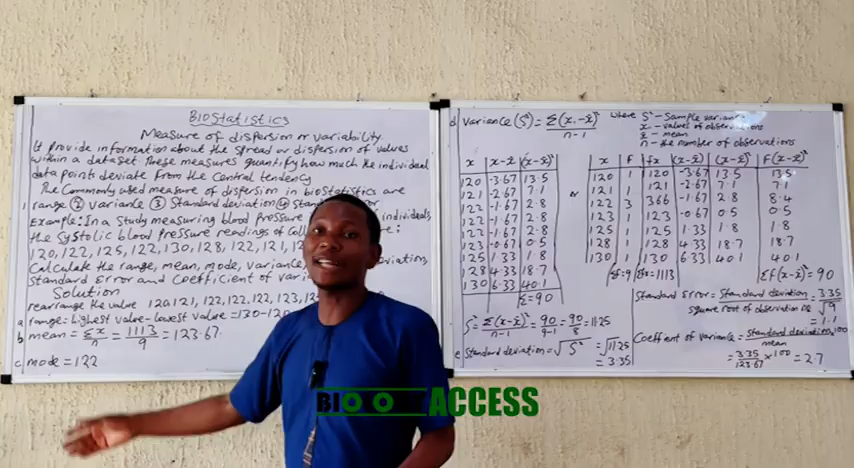 BIOStatistics
Measure of dispersion or variability
It provide information about the spread or dispersion of values
within a dataset These measures quantify how much the individual
data points deviate from the Central tendency
The Commonly used measure of dispersion in biostatistics are
1 range ② variance ③ Standard deviation ④
Example: In a Study measuring blood pressure individuals
the Systolic blood pressure readings of
120, 122, 125, 122, 130, 128, 122, 121,
Calculate the range, mean, mode, variance, deviation,
Standard Error and Coefficient of
Solution
rearrange the value 120 121, 122, 122, 122, 123,
a range: highest value-lowest value = 130-120
b mean = Σx/n = 1113/9 = 123.67
c mode = 122
d Variance (S²) = Σ(x-x̄)²/n-1
where S² - Sample variance
x - values of observations
x̄ - mean
n - the number of observations
x x-x̄ (x-x̄)²
120 -3.67 13.5
121 -2.67 7.1
122 -1.67 2.8
122 -1.67 2.8
122 -1.67 2.8
123 -0.67 0.5
125 1.33 1.8
128 4.33 18.7
130 6.33 40.1
Σ=90
S² = Σ(x-x̄)²/n-1 = 90/9-1 = 90/8 = 11.25
e Standard deviation = √S² = √11.25
= 3.35
or
x f fx (x-x̄) (x-x̄)² F(x-x̄)²
120 1 120 -3.67 13.5 13.5
121 1 121 -2.67 7.1 7.1
122 3 366 -1.67 2.8 8.4
123 1 123 -0.67 0.5 0.5
125 1 125 1.33 1.8 1.8
128 1 128 4.33 18.7 18.7
130 1 130 6.33 40.1 40.1
Σf=9 Σfx=1113 Σf(x-x̄)² = 90
Standard Error = Standard deviation/Square root of observation = 3.35/√9
= 1.1
Coefficient of variance = Standard deviation/mean ×100
= 3.35/123.67 × 100 = 2.7
ACCESS